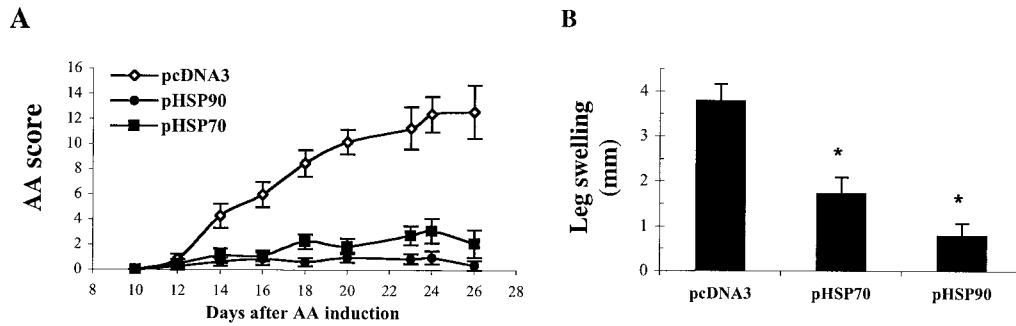 A
AA score
16
14
12
10
8
6
4
2
0
pcDNA3
pHSP90
pHSP70
8
10
12
14
16
18
20
22
24
26
28
Days after AA induction
B
Leg swelling
(mm)
4
3
2
1
0
*
*
pcDNA3
pHSP70
pHSP90